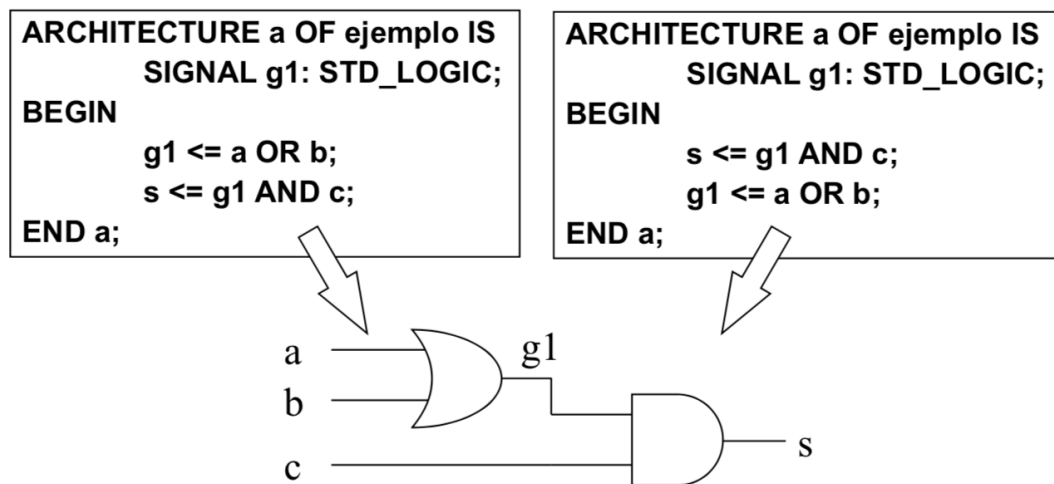 ARCHITECTURE a OF ejemplo IS
SIGNAL g1: STD_LOGIC;
BEGIN
g1 <= a OR b;
s <= g1 AND c;
END a;
ARCHITECTURE a OF ejemplo IS
SIGNAL g1: STD_LOGIC;
BEGIN
s <= g1 AND c;
g1 <= a OR b;
END a;
a
g1
b
s
c